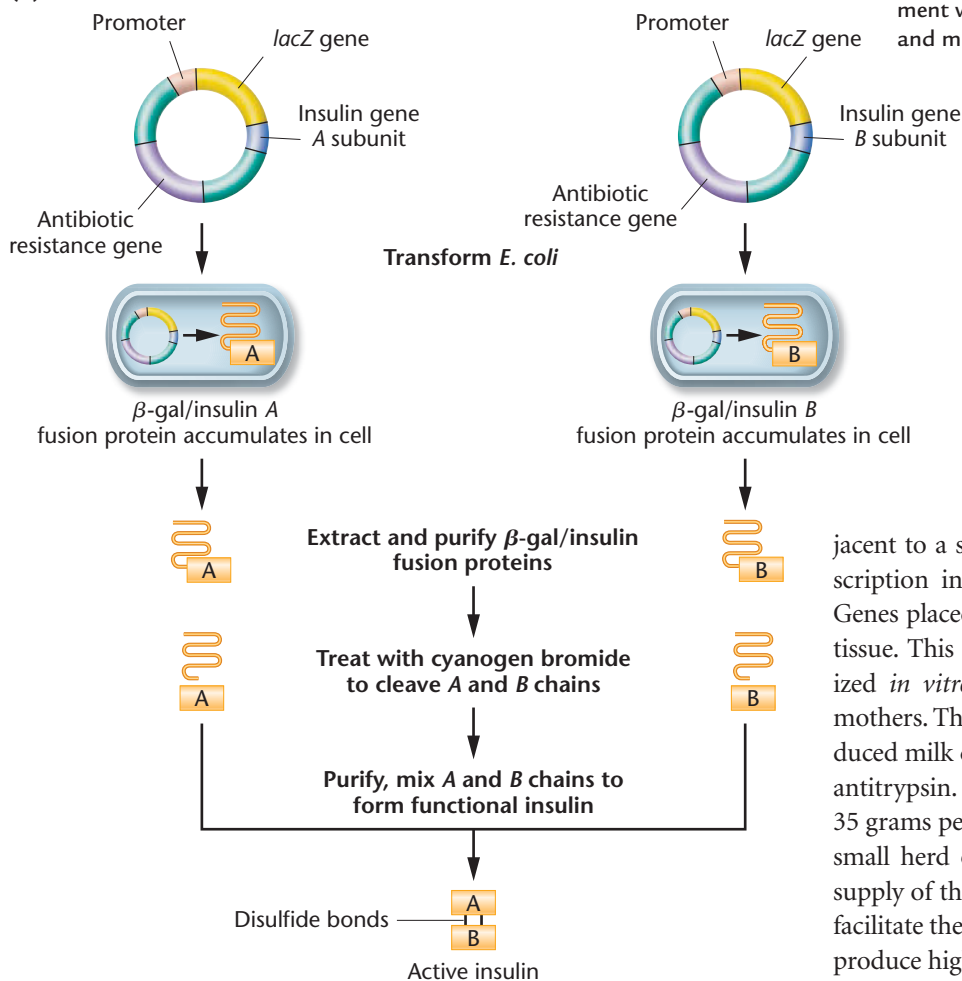 Promoter
lacZ gene
Insulin gene
A subunit
Antibiotic
resistance gene
Promoter
lacZ gene
Insulin gene
B subunit
Antibiotic
resistance gene
Transform E. coli
A
B
β-gal/insulin A
fusion protein accumulates in cell
β-gal/insulin B
fusion protein accumulates in cell
A
Extract and purify β-gal/insulin
fusion proteins
B
A
Treat with cyanogen bromide
to cleave A and B chains
B
Purify, mix A and B chains to
form functional insulin
Disulfide bonds
A
B
Active insulin
ment
and m
jacent to a s
scription in
Genes place
tissue. This
ized in vitr
mothers. Th
duced milk
antitrypsin.
35 grams pe
small herd
supply of th
facilitate the
produce hig